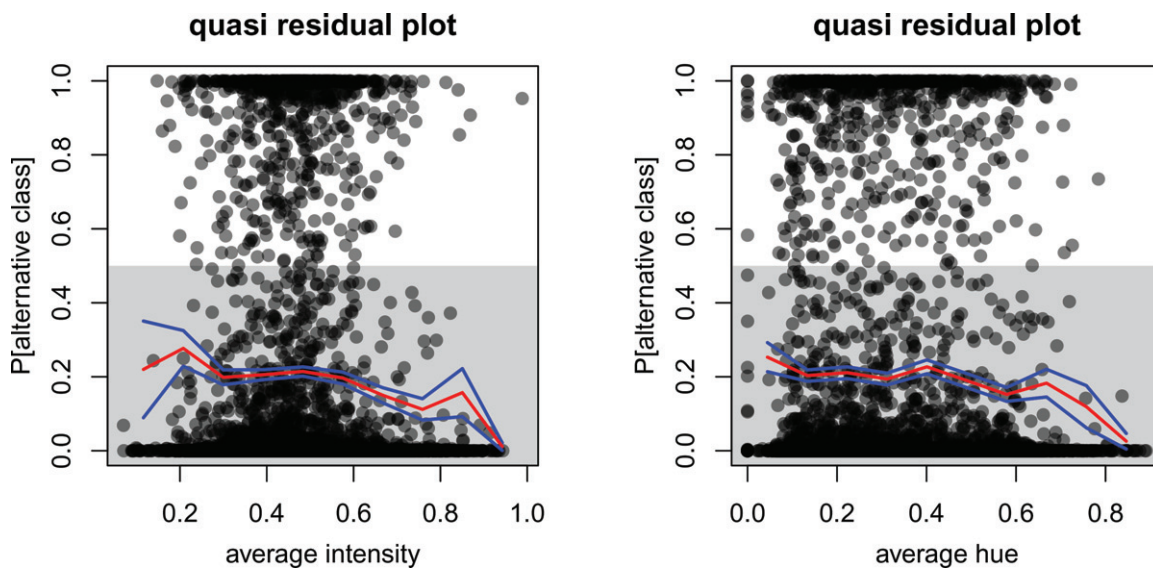 quasi residual plot
P[alternative class]
1.0
0.8
0.6
0.4
0.2
0.0
0.2 0.4 0.6 0.8 1.0
average intensity
quasi residual plot
P[alternative class]
1.0
0.8
0.6
0.4
0.2
0.0
0.0 0.2 0.4 0.6 0.8
average hue